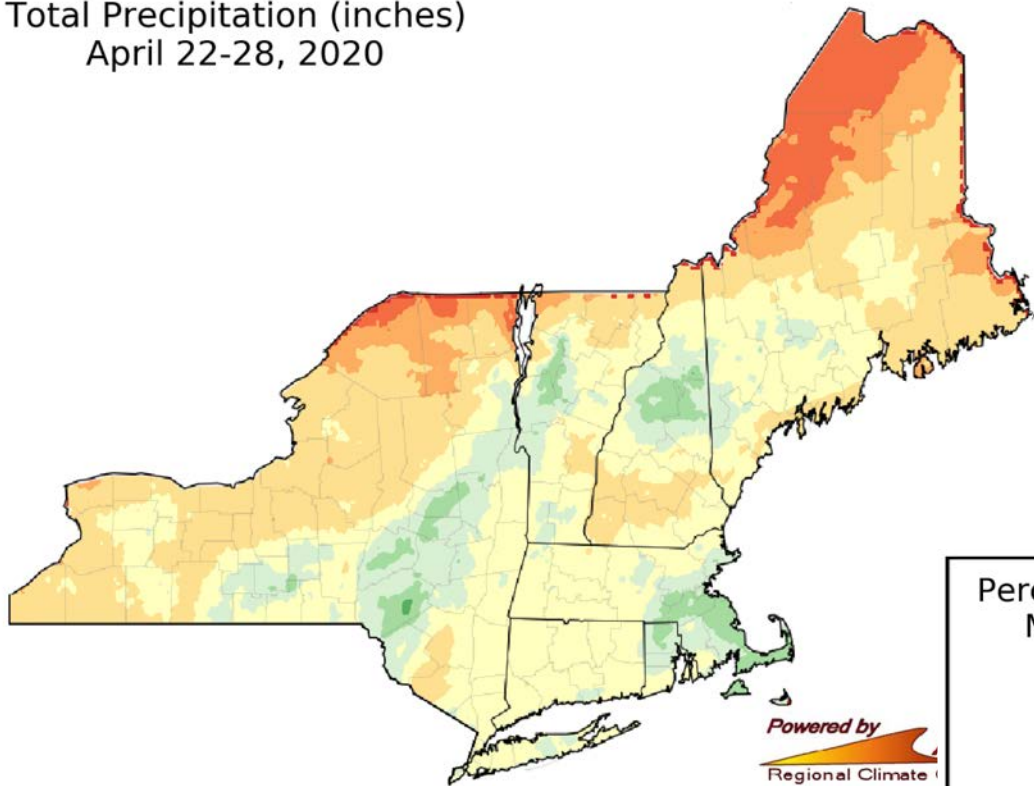 Total Precipitation (inches)
April 22-28, 2020
Powered by
Regional Climate